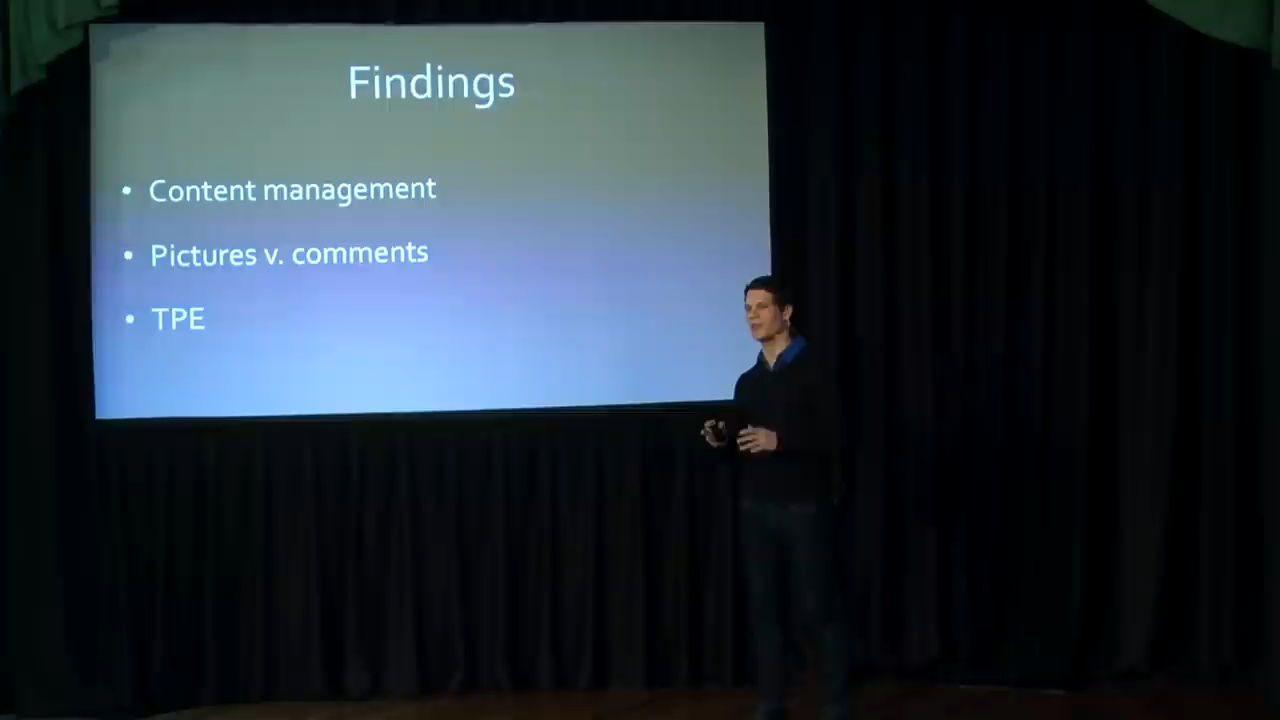 Findings
• Content management
• Pictures v. comments
• TPE